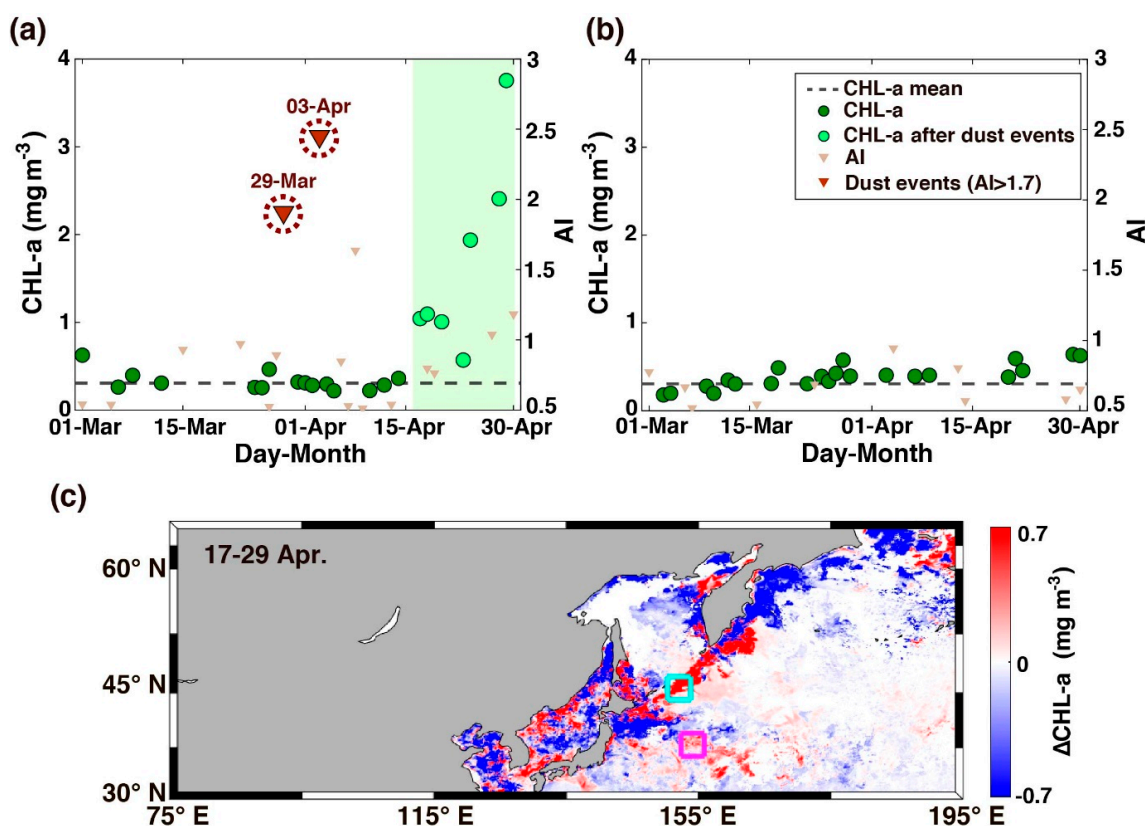 (a)
4
3
2
1
0
CHL-a (mg m-3)
3
2.5
2
1.5
1
0.5
AI
03-Apr
29-Mar
01-Mar 15-Mar 01-Apr 15-Apr 30-Apr
Day-Month
(b)
4
3
2
1
0
CHL-a (mg m-3)
3
2.5
2
1.5
1
0.5
AI
CHL-a mean
CHL-a
CHL-a after dust events
AI
Dust events (AI>1.7)
01-Mar 15-Mar 01-Apr 15-Apr 30-Apr
Day-Month
(c)
17-29 Apr.
60° N
45° N
30° N
75° E 115° E 155° E 195° E
0.7
0
-0.7
ΔCHL-a (mg m-3)